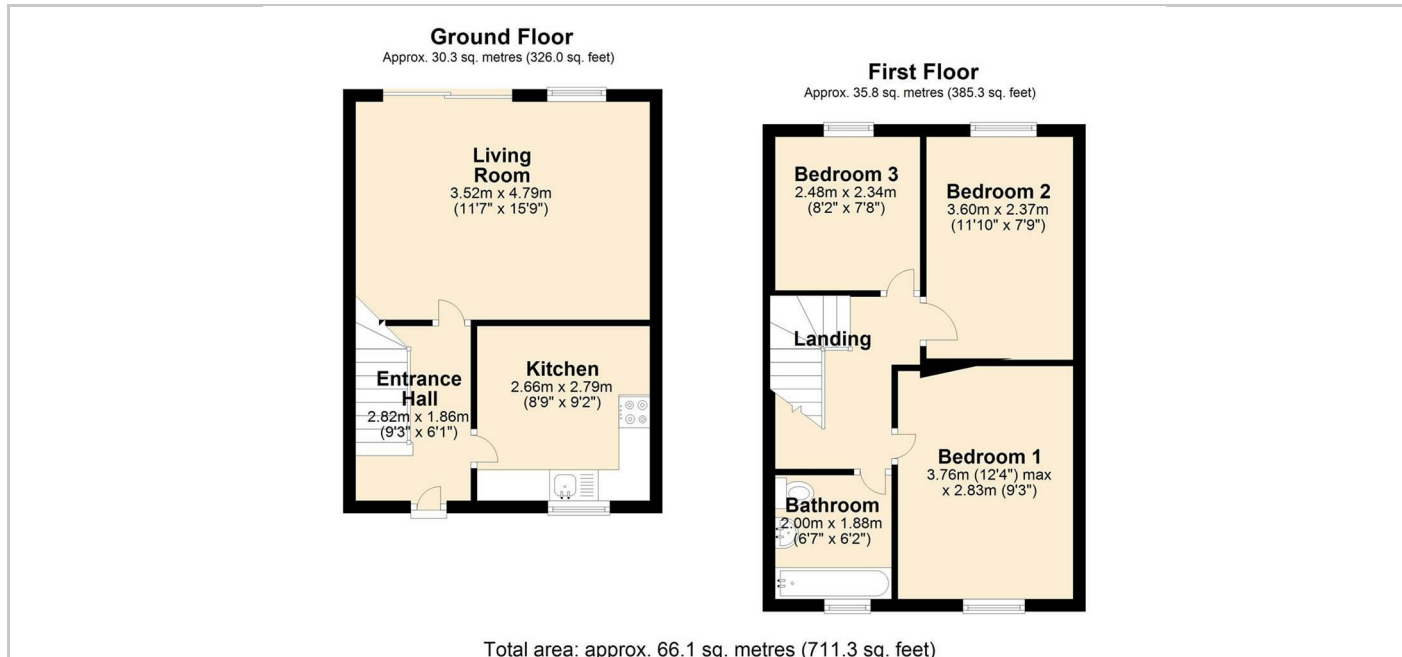 Ground Floor
Approx. 30.3 sq. metres (326.0 sq. feet)
Living
Room
3.52m x 4.79m
(11'7" x 15'9")
Entrance
Hall
2.82m x 1.86m
(9'3" x 6'1")
Kitchen
2.66m x 2.79m
(8'9" x 9'2")
First Floor
Approx. 35.8 sq. metres (385.3 sq. feet)
Bedroom 3
2.48m x 2.34m
(8'2" x 7'8")
Bedroom 2
3.60m x 2.37m
(11'10" x 7'9")
Landing
Bedroom 1
3.76m (12'4") max
x 2.83m (9'3")
Bathroom
2.00m x 1.88m
(6'7" x 6'2")
Total area: approx. 66.1 sq. metres (711.3 sq. feet)